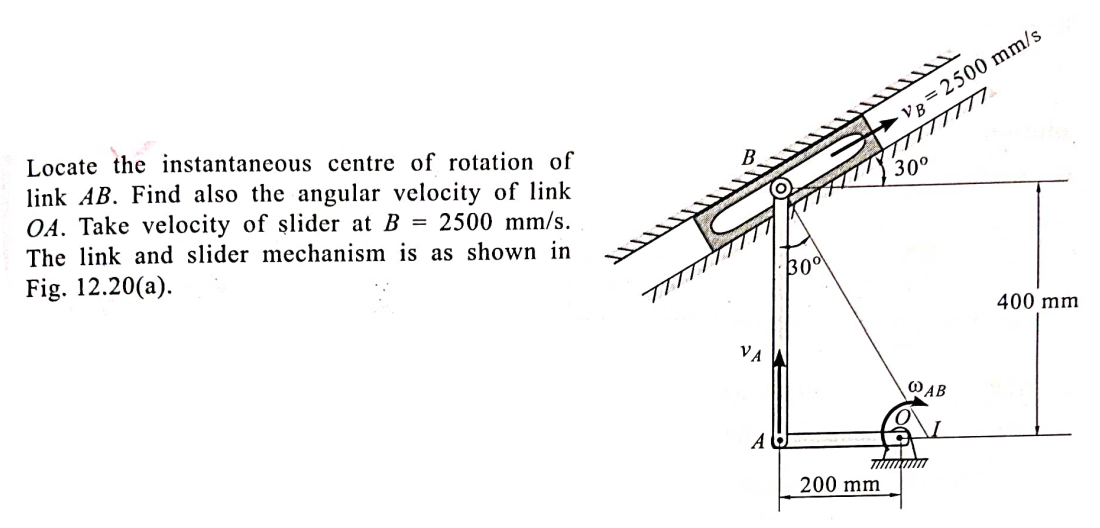 Locate the instantaneous centre of rotation of
link AB. Find also the angular velocity of link
OA. Take velocity of slider at B = 2500 mm/s.
The link and slider mechanism is as shown in
Fig. 12.20(a).
vB = 2500 mm/s
B
30°
30°
400 mm
vA
ωAB
O
I
A
200 mm